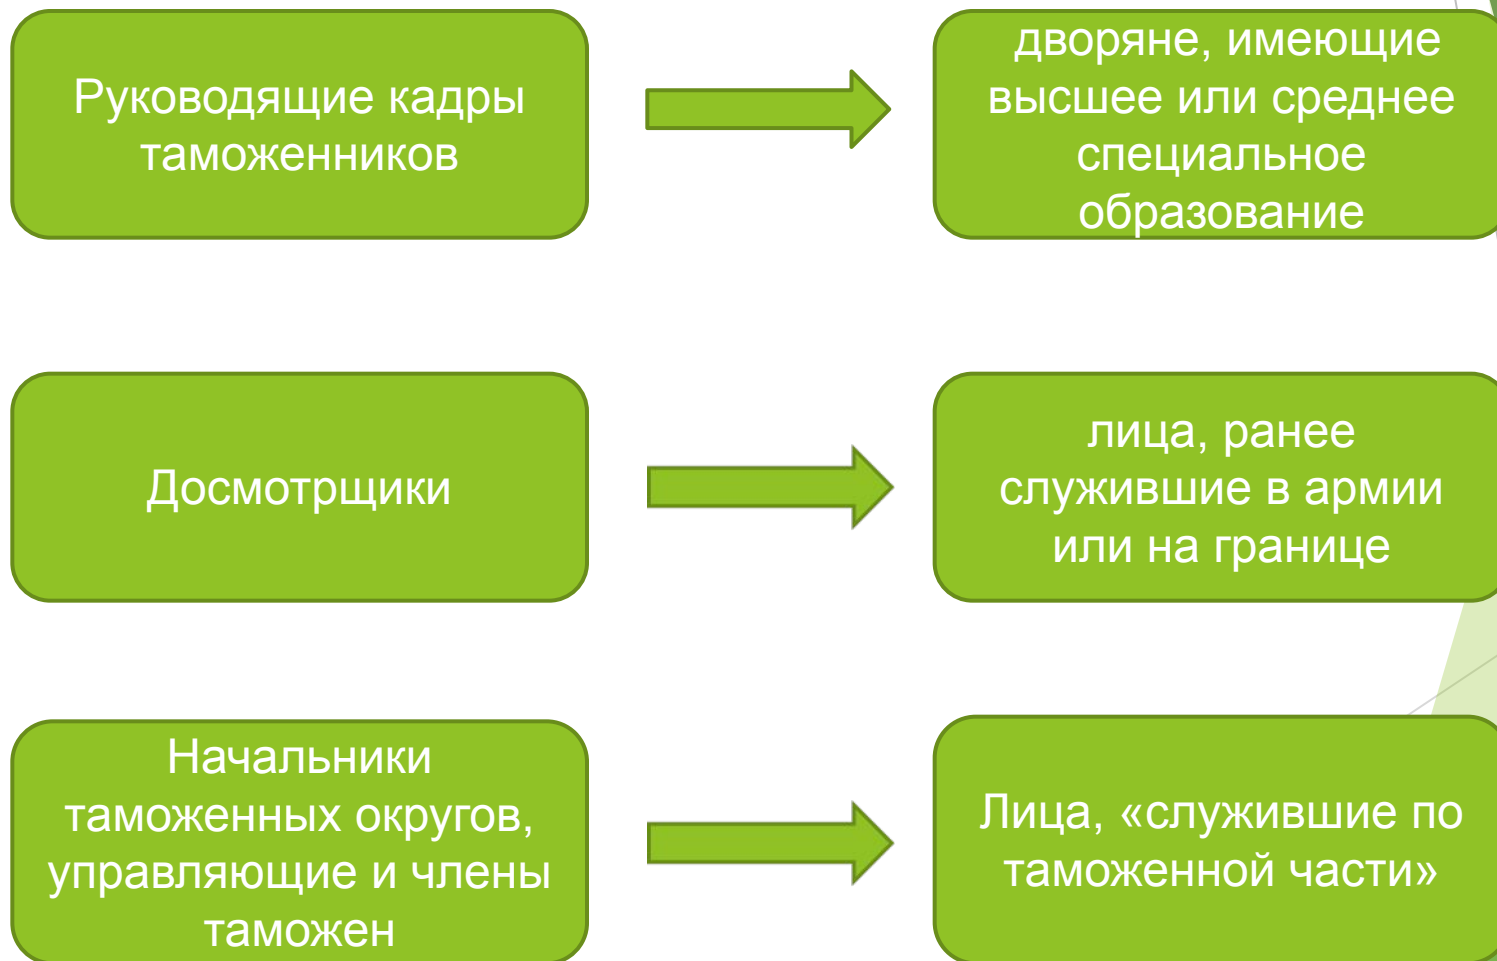 Руководящие кадры
таможенников
дворяне, имеющие
высшее или среднее
специальное
образование
Досмотрщики
лица, ранее
служившие в армии
или на границе
Начальники
таможенных округов,
управляющие и члены
таможен
Лица, «служившие по
таможенной части»